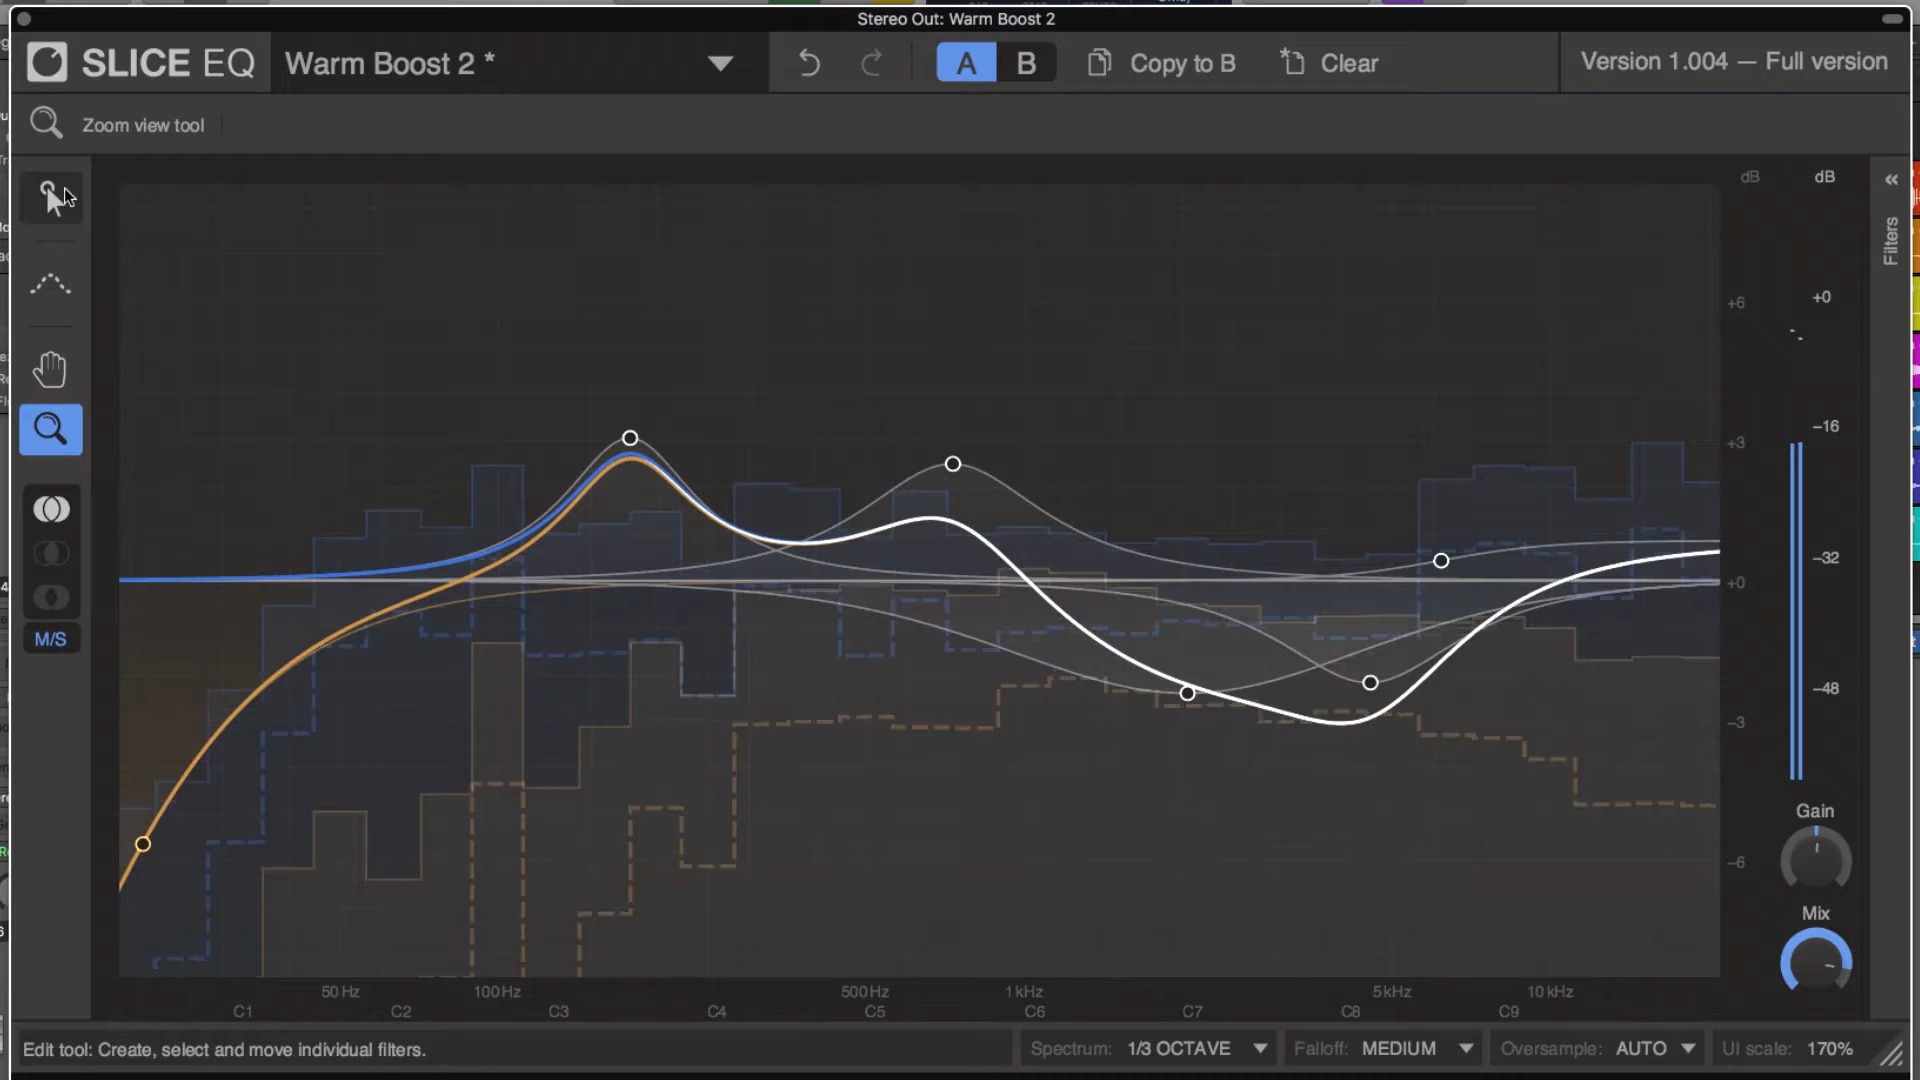 Stereo Out: Warm Boost 2
SLICE EQ
Warm Boost 2 *
A
B
Copy to B
Clear
Version 1.004 — Full version
Zoom view tool
dB
dB
Filters
+6
+0
+3
-16
+0
-32
-3
-48
-6
M/S
Gain
Mix
50 Hz
100 Hz
500 Hz
1 kHz
5 kHz
10 kHz
C1
C2
C3
C4
C5
C6
C7
C8
C9
Edit tool: Create, select and move individual filters.
Spectrum: 1/3 OCTAVE
Falloff: MEDIUM
Oversample: AUTO
UI scale: 170%